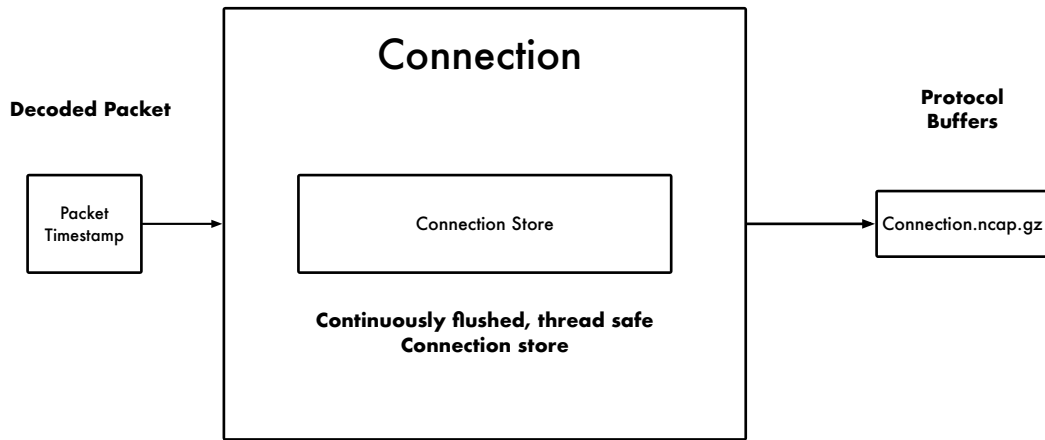 Connection
Decoded Packet
Protocol
Buffers
Packet
Timestamp
Connection Store
Connection.ncap.gz
Continuously flushed, thread safe
Connection store